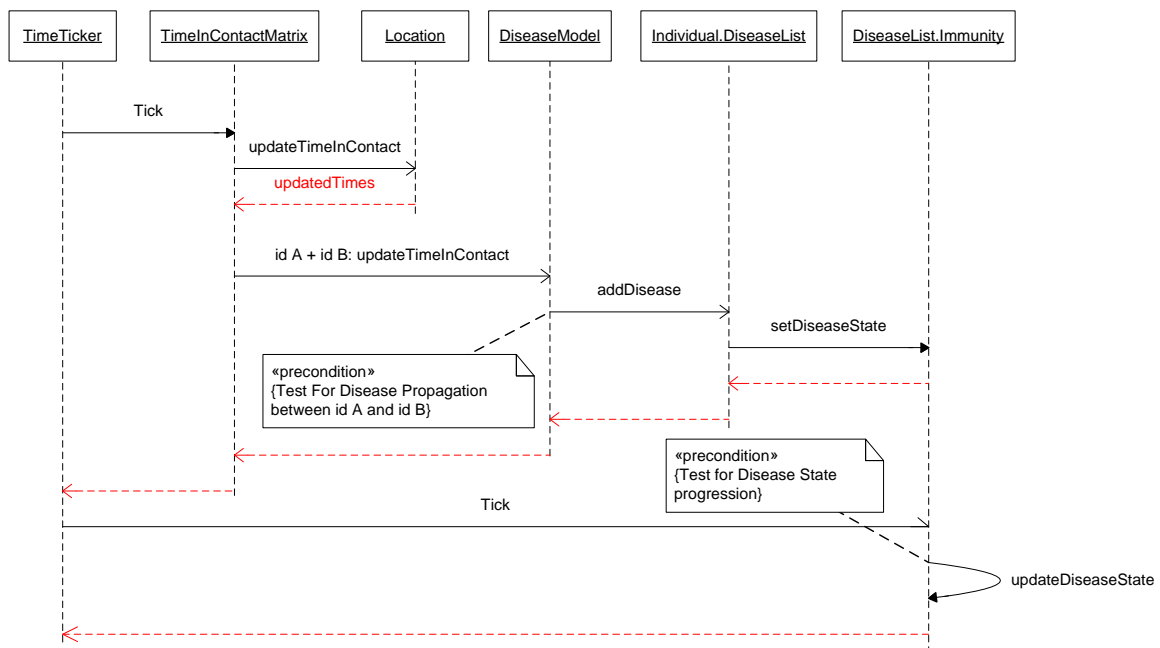 TimeTicker
TimeInContactMatrix
Location
DiseaseModel
Individual.DiseaseList
DiseaseList.Immunity
Tick
updateTimeInContact
updatedTimes
id A + id B: updateTimeInContact
addDisease
setDiseaseState
«precondition»
{Test For Disease Propagation
between id A and id B}
«precondition»
{Test for Disease State
progression}
Tick
updateDiseaseState